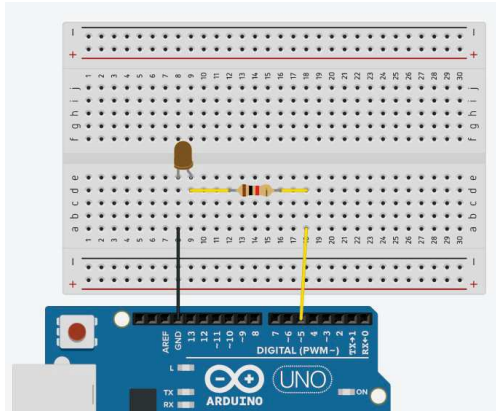 − −
+ +
1 2 3 4 5 6 7 8 9 10 11 12 13 14 15 16 17 18 19 20 21 22 23 24 25 26 27 28 29 30
j j
i i
h h
g g
f f
e e
d d
c c
b b
a a
1 2 3 4 5 6 7 8 9 10 11 12 13 14 15 16 17 18 19 20 21 22 23 24 25 26 27 28 29 30
− −
+ +
AREF
GND
13
12
~11
~10
~9
8
7
~6
~5
4
~3
2
TX→1
RX←0
DIGITAL (PWM~)
L
TX
RX
ARDUINO
UNO
ON